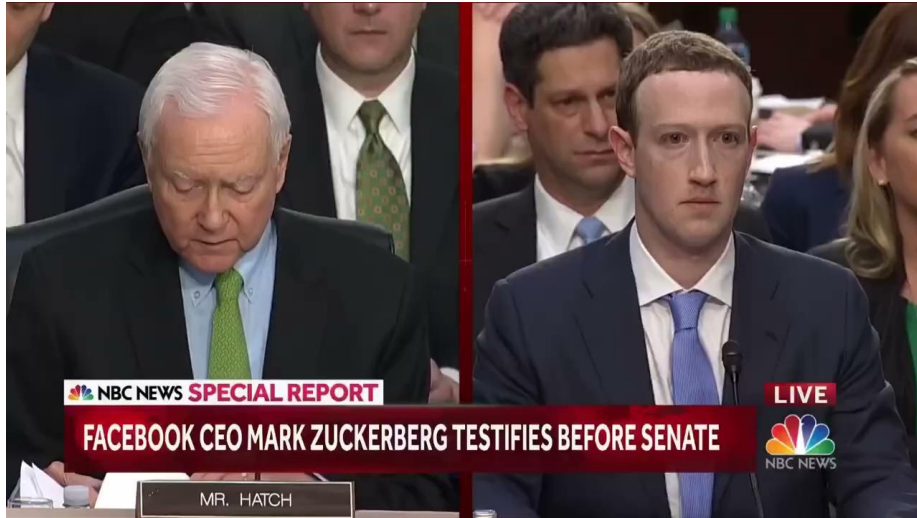 NBC NEWS SPECIAL REPORT
LIVE
FACEBOOK CEO MARK ZUCKERBERG TESTIFIES BEFORE SENATE
NBC NEWS
MR. HATCH